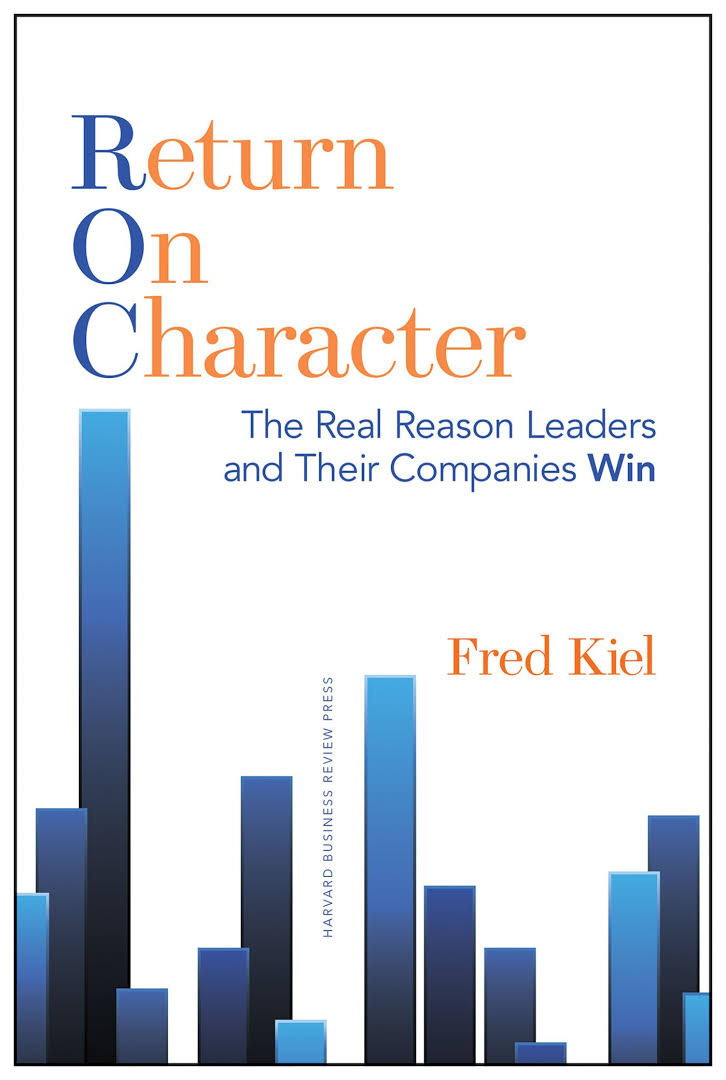 Return
On
Character
The Real Reason Leaders
and Their Companies Win
Fred Kiel
HARVARD BUSINESS REVIEW PRESS